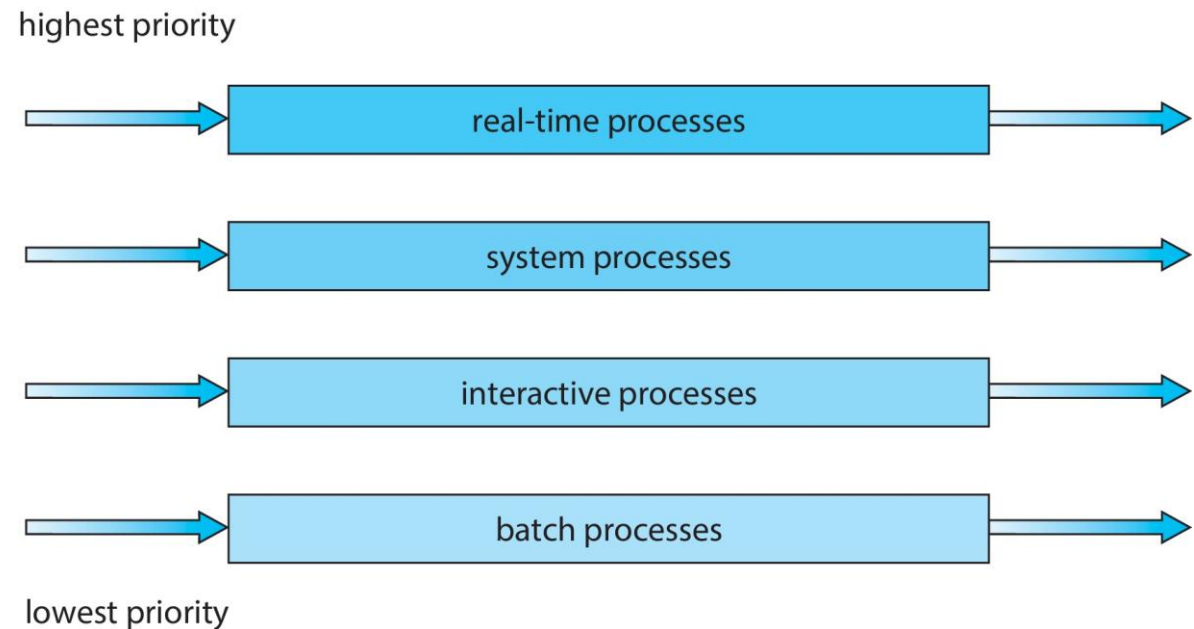 highest priority
real-time processes
system processes
interactive processes
batch processes
lowest priority